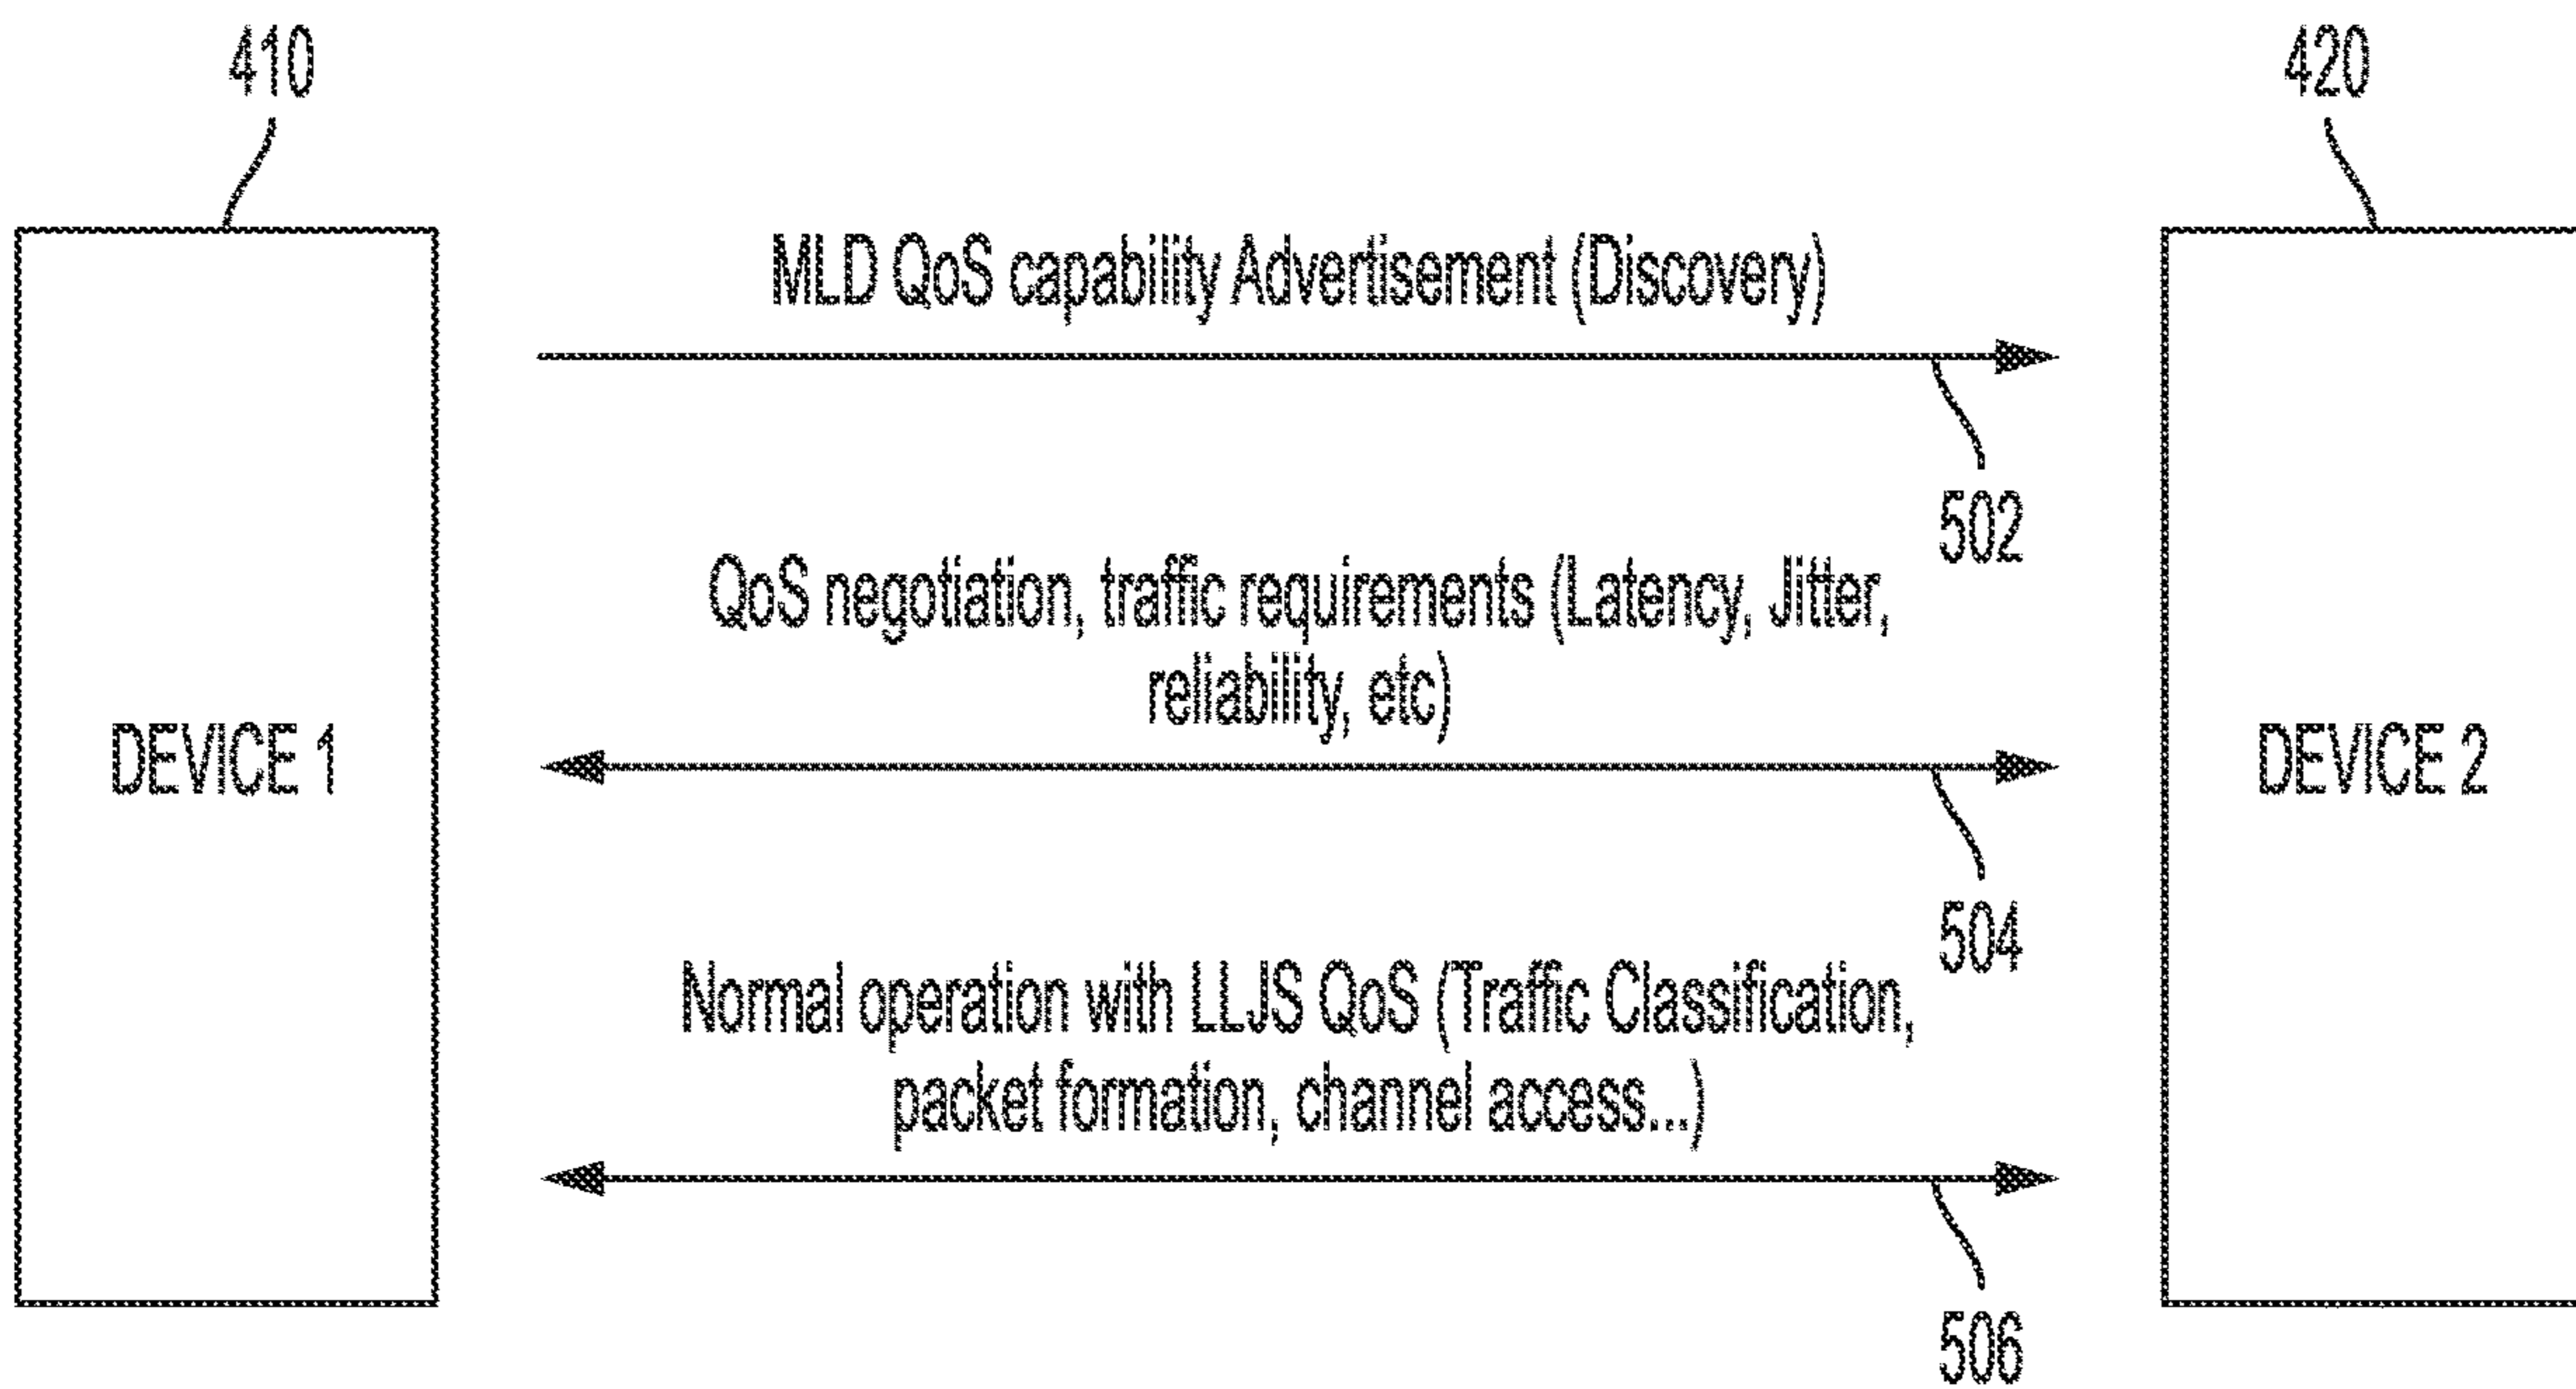 410
420
MLD QoS capability Advertisement (Discovery)
502
QoS negotiation, traffic requirements (Latency, Jitter,
reliability, etc)
DEVICE 1
DEVICE 2
504
Normal operation with LLJS QoS (Traffic Classification,
packet formation, channel access...)
506